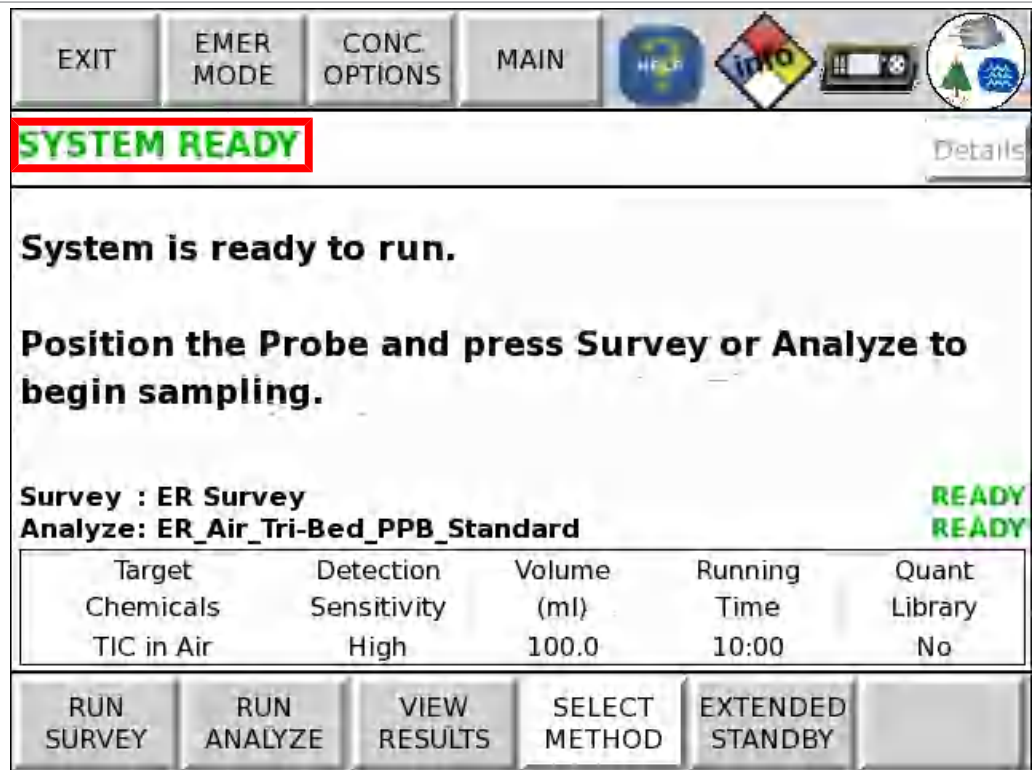 EXIT
EMER
MODE
CONC.
OPTIONS
MAIN
HELP
info
SYSTEM READY
Details
System is ready to run.
Position the Probe and press Survey or Analyze to
begin sampling.
Survey : ER Survey READY
Analyze: ER_Air_Tri-Bed_PPB_Standard READY
Target Detection Volume Running Quant
Chemicals Sensitivity (ml) Time Library
TIC in Air High 100.0 10:00 No
RUN
SURVEY
RUN
ANALYZE
VIEW
RESULTS
SELECT
METHOD
EXTENDED
STANDBY